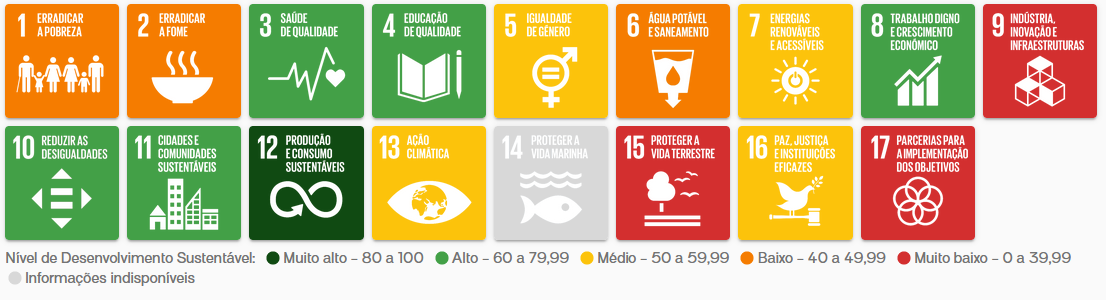 1 ERRADICAR
A POBREZA
2 ERRADICAR
A FOME
3 SAÚDE
DE QUALIDADE
4 EDUCAÇÃO
DE QUALIDADE
5 IGUALDADE
DE GÉNERO
6 ÁGUA POTÁVEL
E SANEAMENTO
7 ENERGIAS
RENOVÁVEIS
E ACESSÍVEIS
8 TRABALHO DIGNO
E CRESCIMENTO
ECONÓMICO
9 INDÚSTRIA,
INOVAÇÃO E
INFRAESTRUTURAS
10 REDUZIR AS
DESIGUALDADES
11 CIDADES E
COMUNIDADES
SUSTENTÁVEIS
12 PRODUÇÃO
E CONSUMO
SUSTENTÁVEIS
13 AÇÃO
CLIMÁTICA
14 PROTEGER A
VIDA MARINHA
15 PROTEGER A
VIDA TERRESTRE
16 PAZ, JUSTIÇA
E INSTITUIÇÕES
EFICAZES
17 PARCERIAS PARA
A IMPLEMENTAÇÃO
DOS OBJETIVOS
Nível de Desenvolvimento Sustentável: Muito alto – 80 a 100 Alto – 60 a 79,99 Médio – 50 a 59,99 Baixo – 40 a 49,99 Muito baixo – 0 a 39,99
Informações indisponíveis